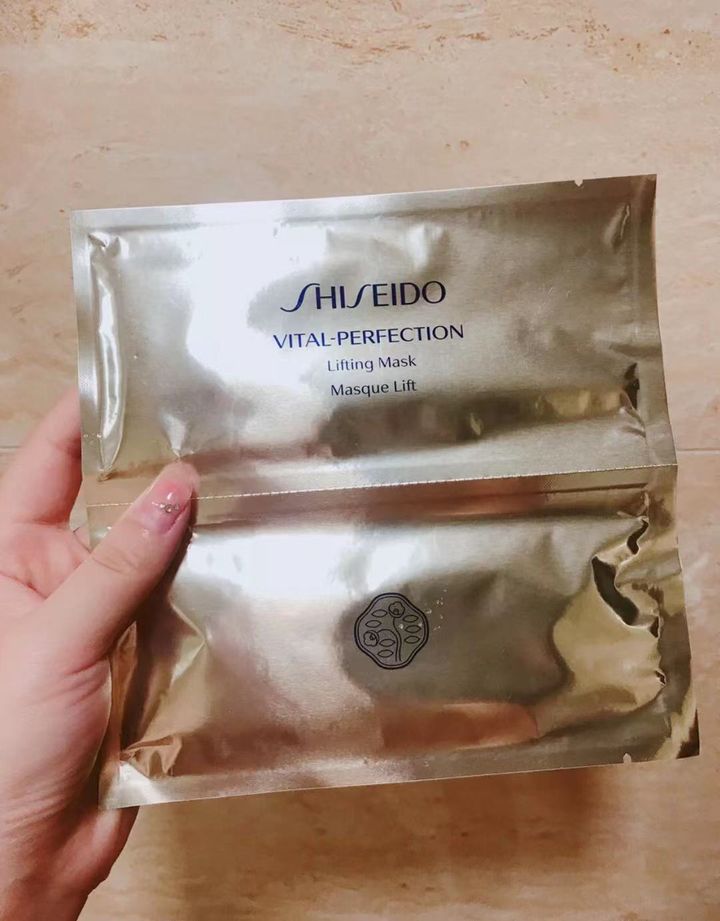 SHISEIDO
VITAL-PERFECTION
Lifting Mask
Masque Lift